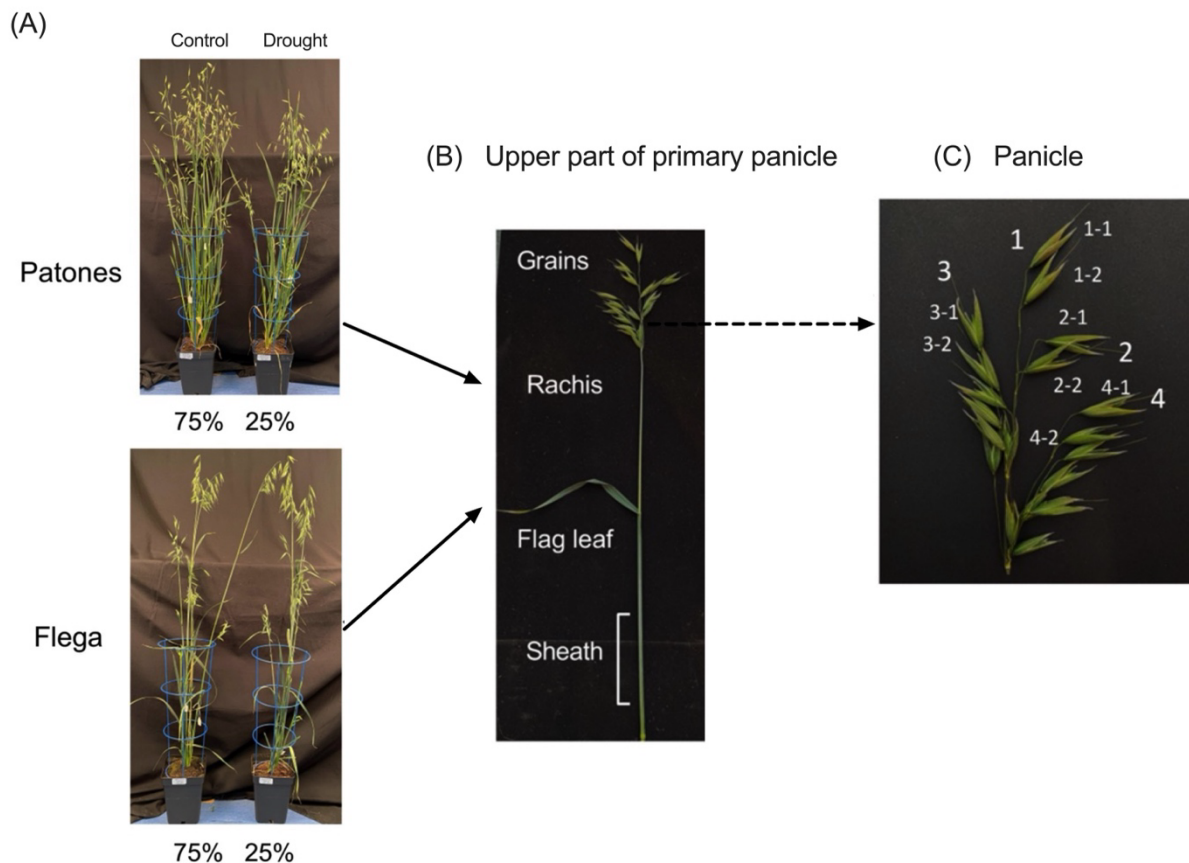 (A)
Control Drought
Patones
75% 25%
Flega
75% 25%
(B) Upper part of primary panicle
Grains
Rachis
Flag leaf
Sheath
(C) Panicle
1
1-1
1-2
3
3-1
3-2
2-1
2
2-2
4-1
4
4-2